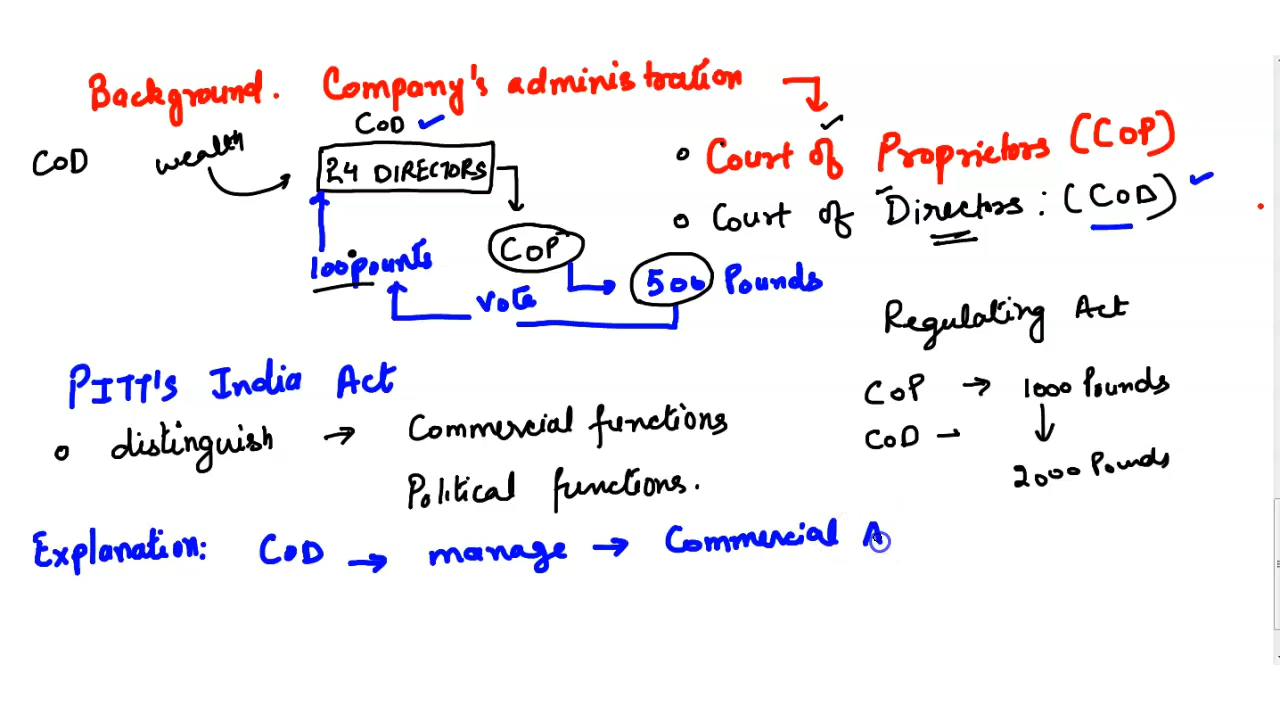 Background. Company's administration
CoD
CoD wealth 24 DIRECTORS
• Court of Proprietors (COP)
• Court of Directors : (CoD)
COP
100 pounts
vote
500 Pounds
Regulating Act
COP → 1000 Pounds
COD →
2000 Pounds
PITT's India Act
o distinguish → Commercial functions
Political functions.
Explanation: COD → manage → Commercial A